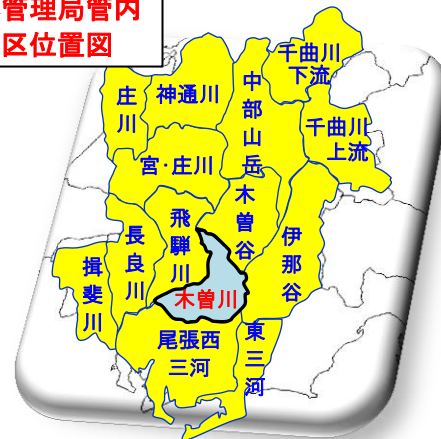 管理局管内
区位置図
千曲川
下流
中部山岳
庄川
神通川
千曲川
上流
宮・庄川
木曽谷
飛騨川
伊那谷
長良川
揖斐川
木曽川
尾張西
三河
東三河